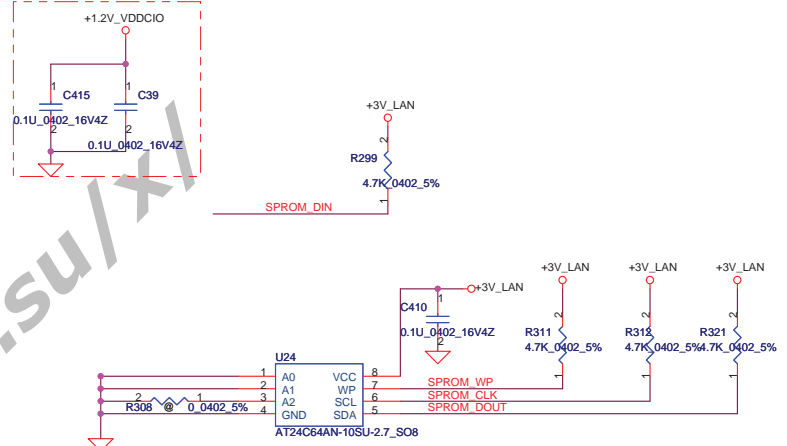 +1.2V_VDDCIO
1
1
C415
C39
0.1U_0402_16V4Z
2
2
0.1U_0402_16V4Z
+3V_LAN
2
R299
4.7K_0402_5%
1
SPROM_DIN
.su/x/
+3V_LAN
+3V_LAN
+3V_LAN
+3V_LAN
1
C410
0.1U_0402_16V4Z
2
2
2
2
R311
R312
R321
4.7K_0402_5%
4.7K_0402_5%
4.7K_0402_5%
1
1
1
U24
1
A0
VCC
8
2
A1
WP
7
SPROM_WP
3
A2
SCL
6
SPROM_CLK
4
GND
SDA
5
SPROM_DOUT
2
1
R308
@
0_0402_5%
AT24C64AN-10SU-2.7_SO8